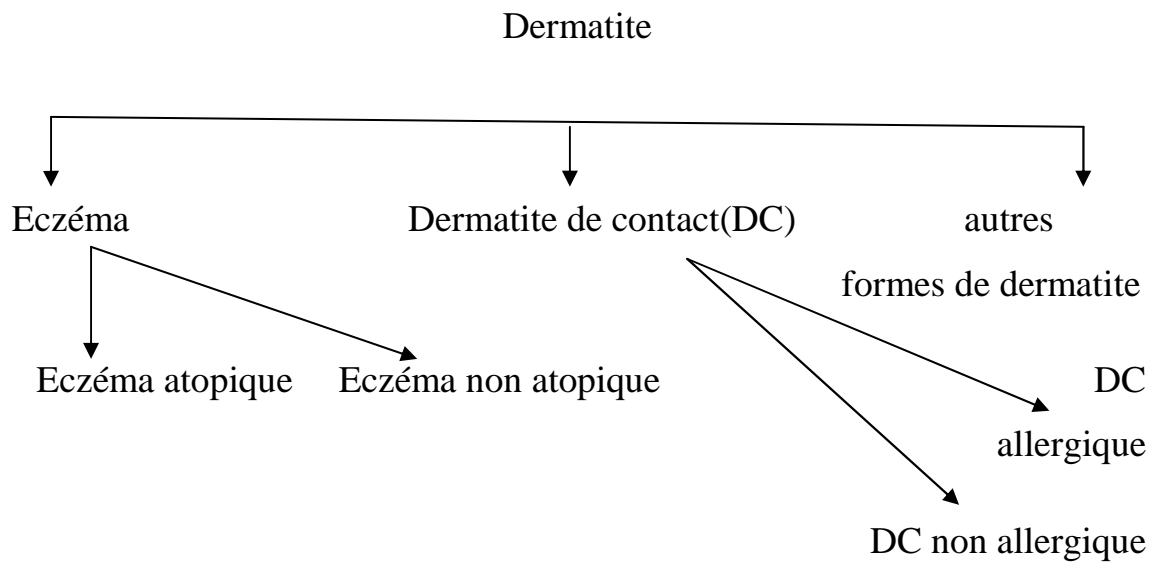 Dermatite
Eczéma Dermatite de contact(DC) autres
formes de dermatite
Eczéma atopique Eczéma non atopique DC
allergique
DC non allergique